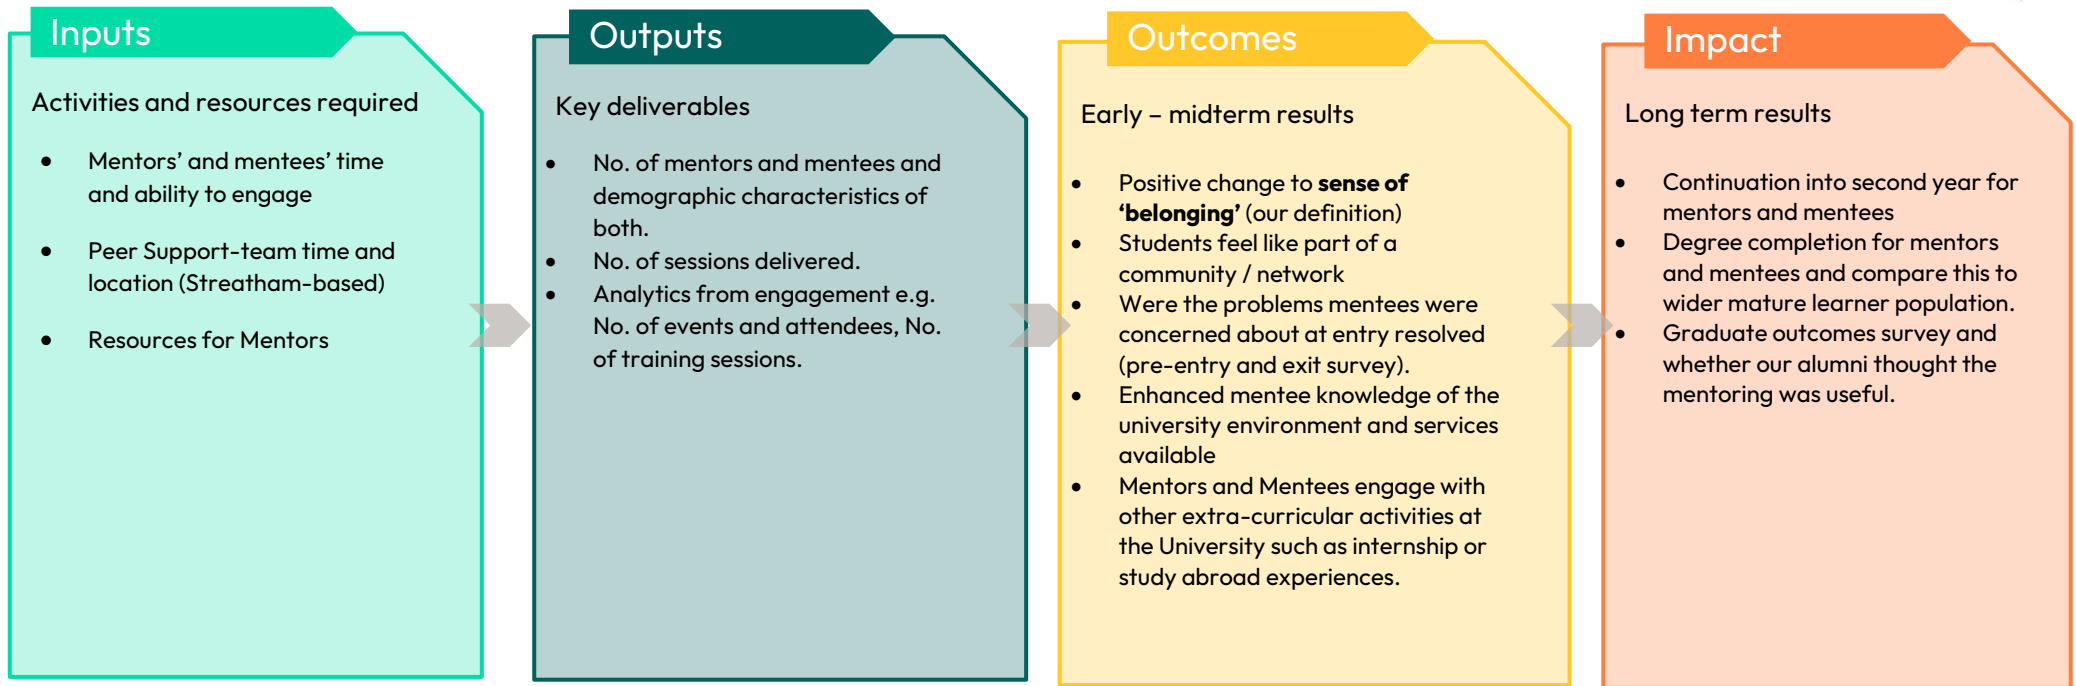 Inputs
Activities and resources required
• Mentors’ and mentees’ time
and ability to engage
• Peer Support-team time and
location (Streatham-based)
• Resources for Mentors
Outputs
Key deliverables
• No. of mentors and mentees and
demographic characteristics of
both.
• No. of sessions delivered.
• Analytics from engagement e.g.
No. of events and attendees, No.
of training sessions.
Outcomes
Early – midterm results
• Positive change to sense of
‘belonging’ (our definition)
• Students feel like part of a
community / network
• Were the problems mentees were
concerned about at entry resolved
(pre-entry and exit survey).
• Enhanced mentee knowledge of the
university environment and services
available
• Mentors and Mentees engage with
other extra-curricular activities at
the University such as internship or
study abroad experiences.
Impact
Long term results
• Continuation into second year for
mentors and mentees
• Degree completion for mentors
and mentees and compare this to
wider mature learner population.
• Graduate outcomes survey and
whether our alumni thought the
mentoring was useful.